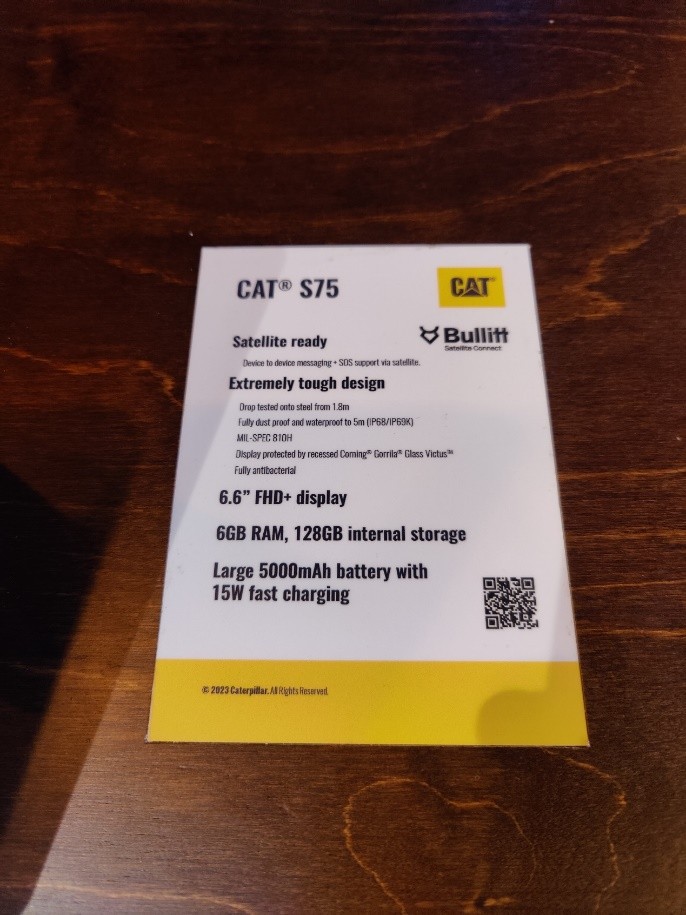 CAT® S75
CAT®
Bullitt
Satellite Connect
Satellite ready
Device to device messaging + SOS support via satellite.
Extremely tough design
Drop tested onto steel from 1.8m
Fully dust proof and waterproof to 5m (IP68/IP69K)
MIL-SPEC 810H
Display protected by recessed Corning® Gorrila® Glass Victus™
Fully antibacterial
6.6” FHD+ display
6GB RAM, 128GB internal storage
Large 5000mAh battery with
15W fast charging
© 2023 Caterpillar. All Rights Reserved.